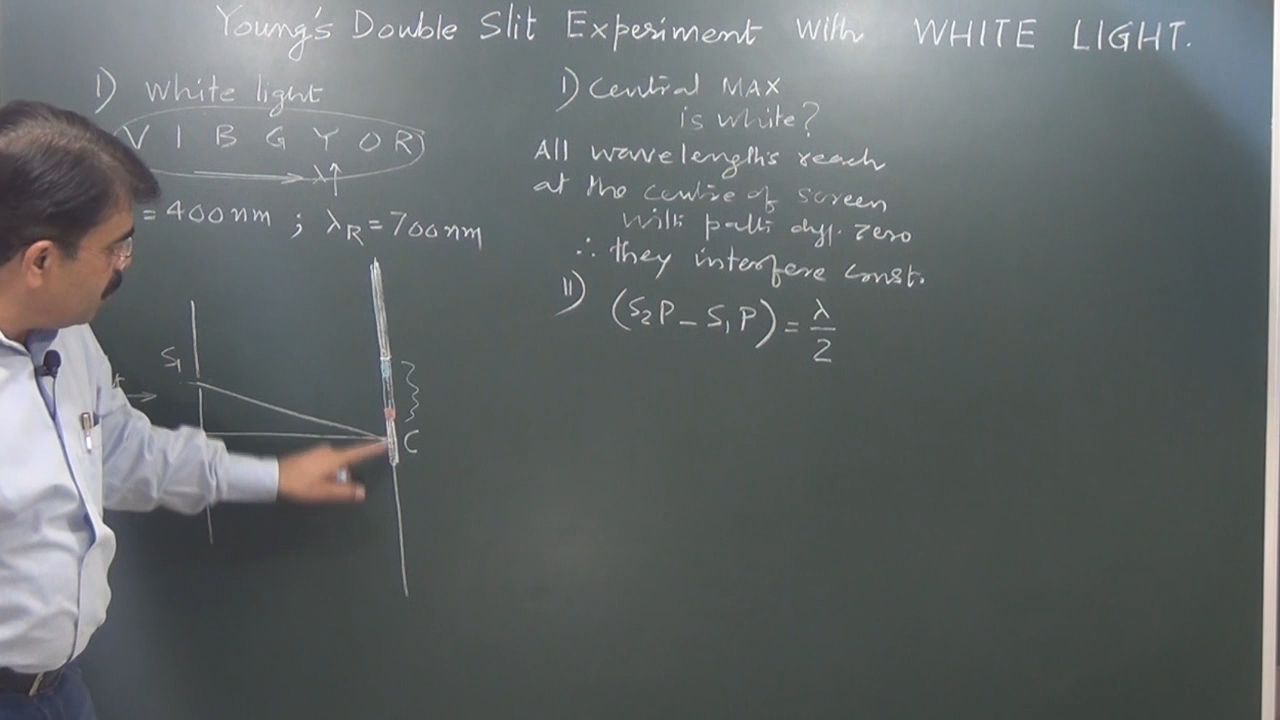 Young's Double Slit Experiment with WHITE LIGHT.
1) white light
V I B G Y O R
λ↑
= 400 nm ; λR = 700 nm
S1
C
1) Central MAX
is white?
All wavelengths reach
at the centre of screen
with path diff. zero
∴ they interfere const.
11) (S2P - S1P) = λ/2